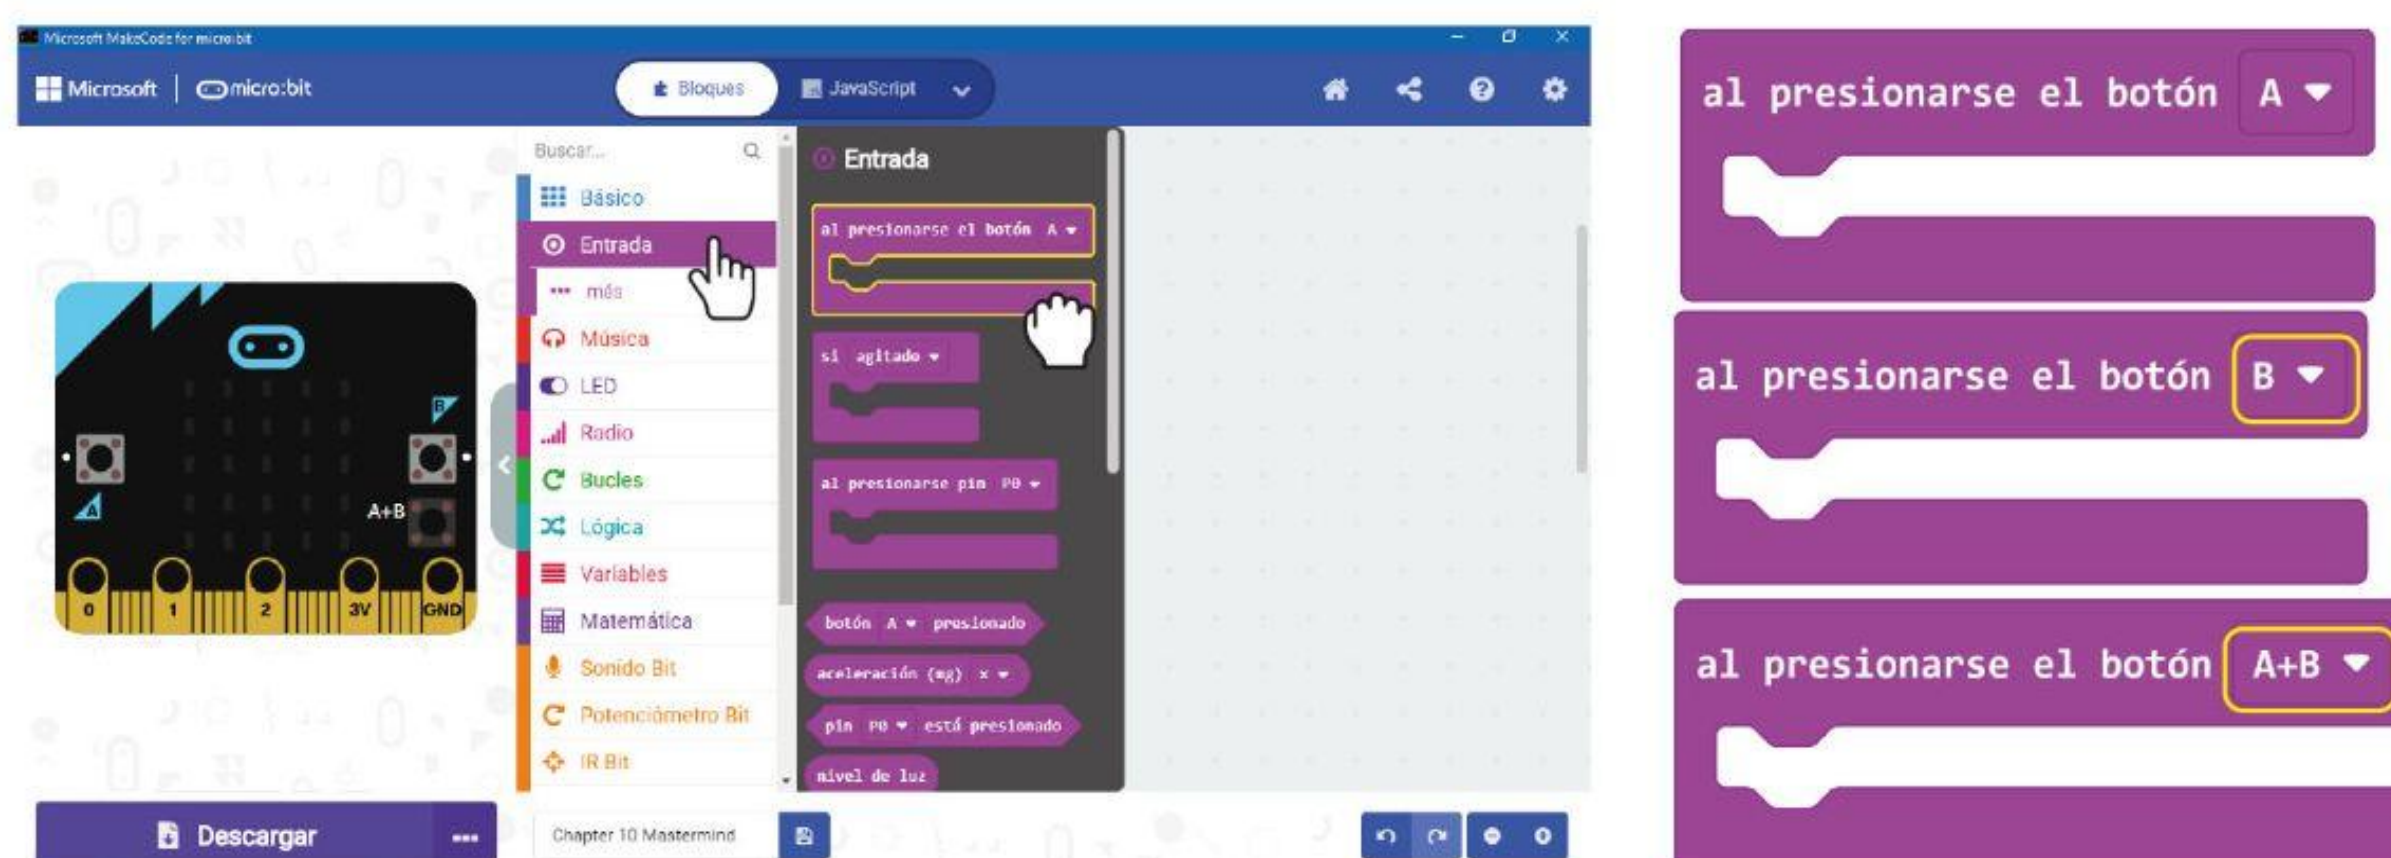 Microsoft MakeCode for micro:bit
Microsoft | micro:bit
Bloques
JavaScript
Buscar...
Básico
Entrada
més
Música
LED
Radio
Bucles
Lógica
Variables
Matemática
Sonido Bit
Potenciómetro Bit
IR Bit
Entrada
al presionarse el botón A
si agitado
al presionarse pin P0
botón A presionado
aceleración (mg) x
pin P0 está presionado
nivel de luz
B
A
A+B
0 1 2 3V GND
Descargar
Chapter 10 Mastermind
al presionarse el botón A
al presionarse el botón B
al presionarse el botón A+B